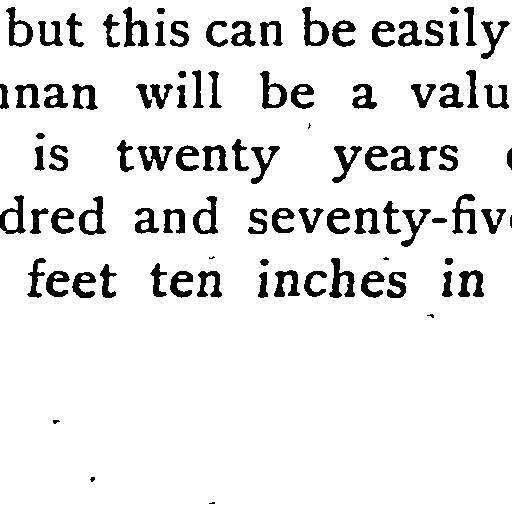 but this can be easily
nnan will be a valu
is twenty years
dred and seventy-five
feet ten inches in